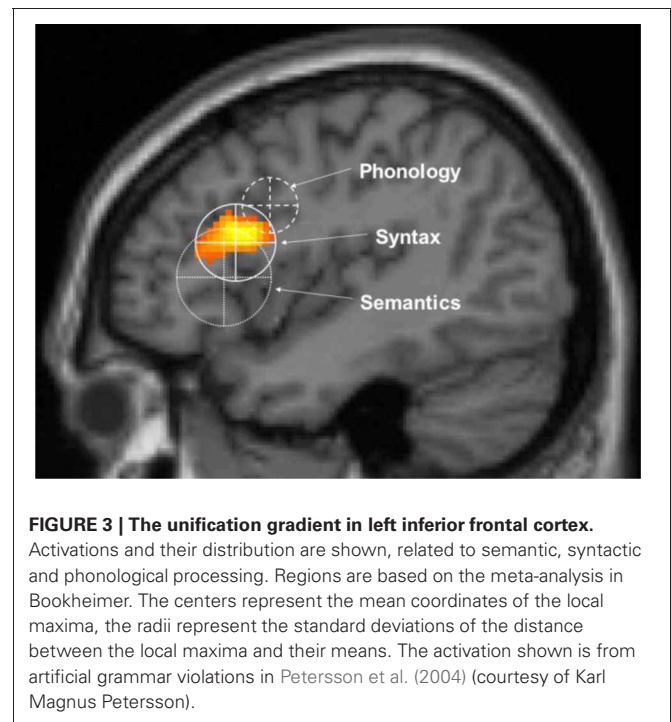 Phonology
Syntax
Semantics
FIGURE 3 | The unification gradient in left inferior frontal cortex.
Activations and their distribution are shown, related to semantic, syntactic
and phonological processing. Regions are based on the meta-analysis in
Bookheimer. The centers represent the mean coordinates of the local
maxima, the radii represent the standard deviations of the distance
between the local maxima and their means. The activation shown is from
artificial grammar violations in Petersson et al. (2004) (courtesy of Karl
Magnus Petersson).